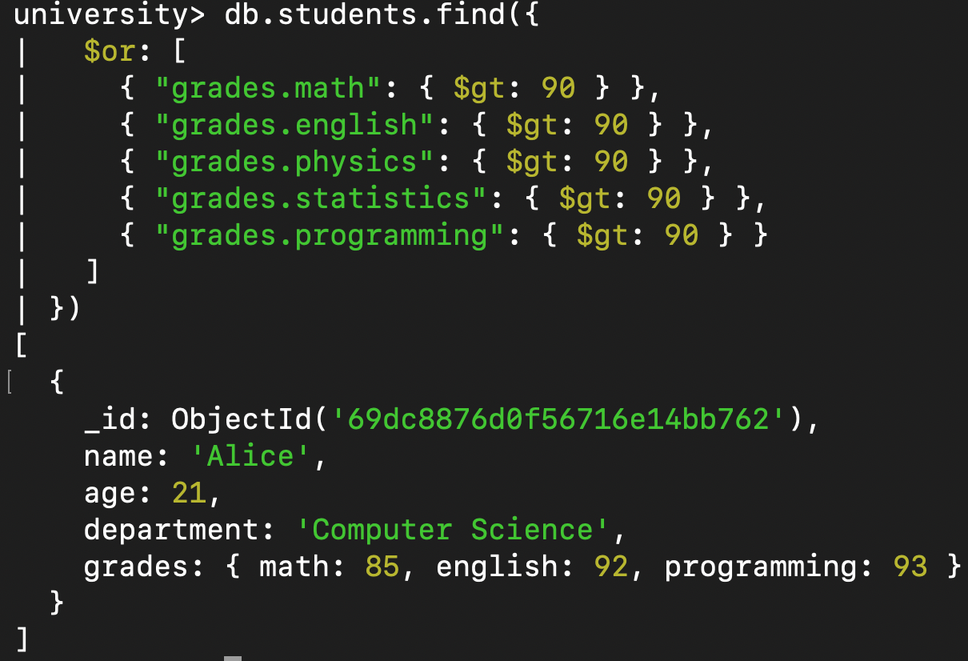 university> db.students.find({
|   $or: [
|     { "grades.math": { $gt: 90 } },
|     { "grades.english": { $gt: 90 } },
|     { "grades.physics": { $gt: 90 } },
|     { "grades.statistics": { $gt: 90 } },
|     { "grades.programming": { $gt: 90 } }
|   ]
| })
[
  {
    _id: ObjectId('69dc8876d0f56716e14bb762'),
    name: 'Alice',
    age: 21,
    department: 'Computer Science',
    grades: { math: 85, english: 92, programming: 93 }
  }
]